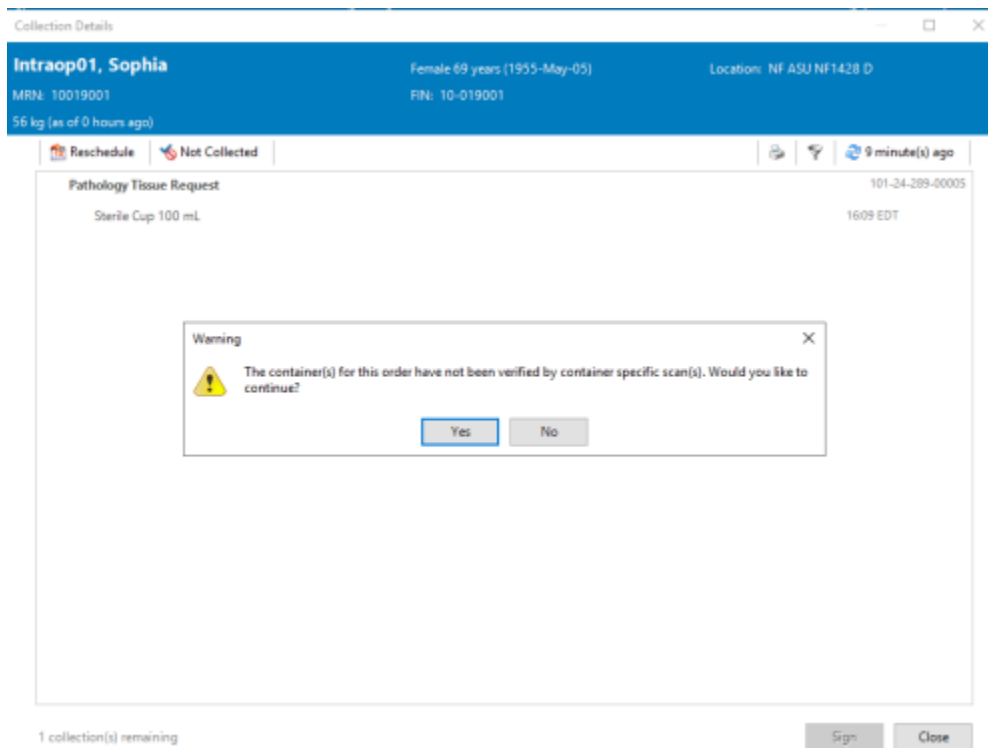 Collection Details
Intraop01, Sophia
Female 69 years (1955-May-05)
Location: NF ASU NF1428 D
MRN: 10019001
FIN: 10-019001
56 kg (as of 0 hours ago)
Reschedule
Not Collected
9 minute(s) ago
Pathology Tissue Request
101-24-289-00005
Sterile Cup 100 mL
16:09 EDT
Warning
The container(s) for this order have not been verified by container specific scan(s). Would you like to
continue?
Yes
No
1 collection(s) remaining
Sign
Close